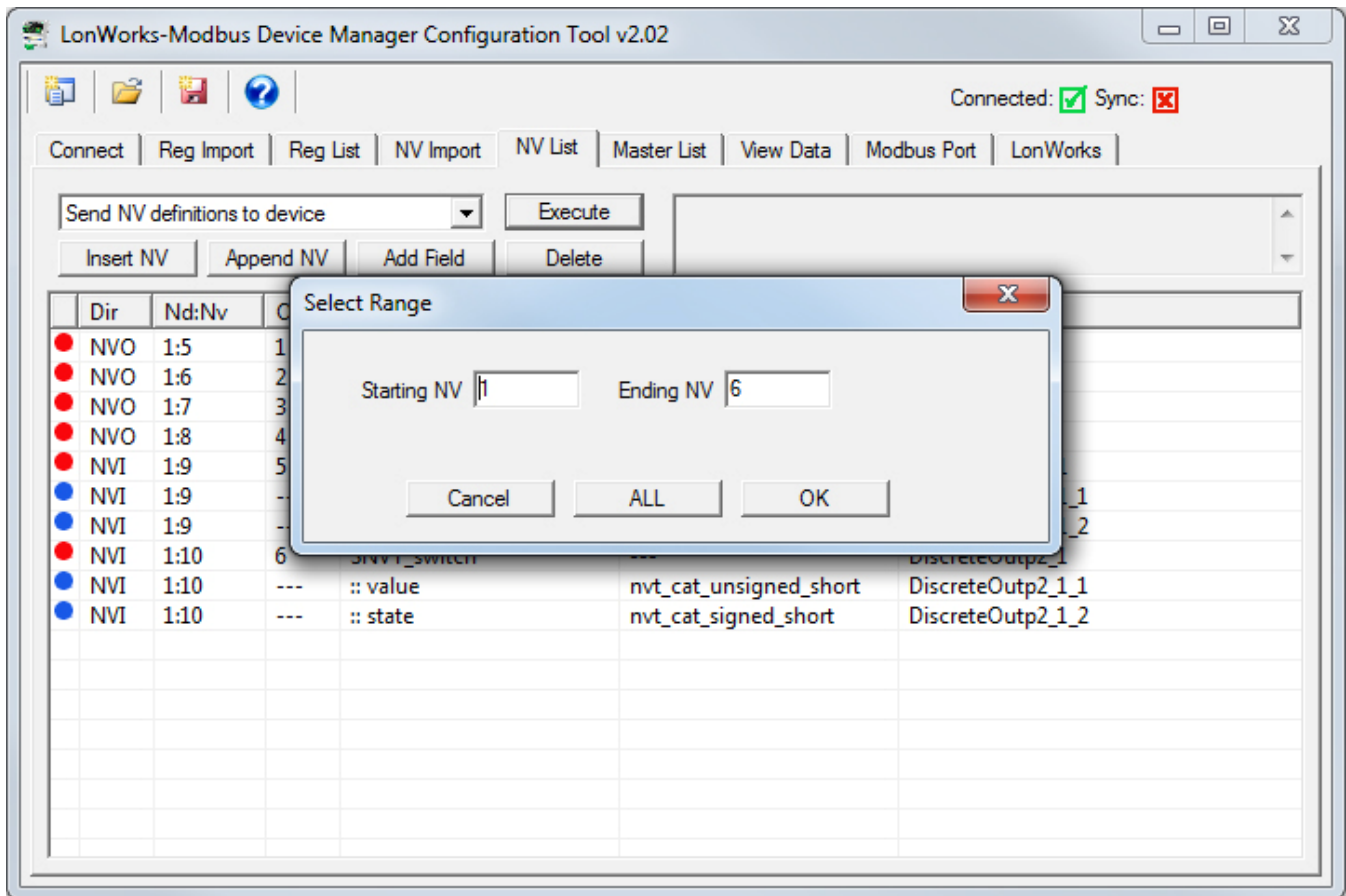 LonWorks-Modbus Device Manager Configuration Tool v2.02
Connected: Sync:
Connect Reg Import Reg List NV Import NV List Master List View Data Modbus Port LonWorks
Send NV definitions to device Execute
Insert NV Append NV Add Field Delete
Select Range
Dir Nd:Nv
NVO 1:5 1
NVO 1:6 2
Starting NV 1 Ending NV 6
NVO 1:7 3
NVO 1:8 4
NVI 1:9 5
NVI 1:9 _1
Cancel ALL OK
NVI 1:9 _2
NVI 1:10 6 SNVT_switch --- DiscreteOutp2_1
NVI 1:10 --- :: value nvt_cat_unsigned_short DiscreteOutp2_1_1
NVI 1:10 --- :: state nvt_cat_signed_short DiscreteOutp2_1_2